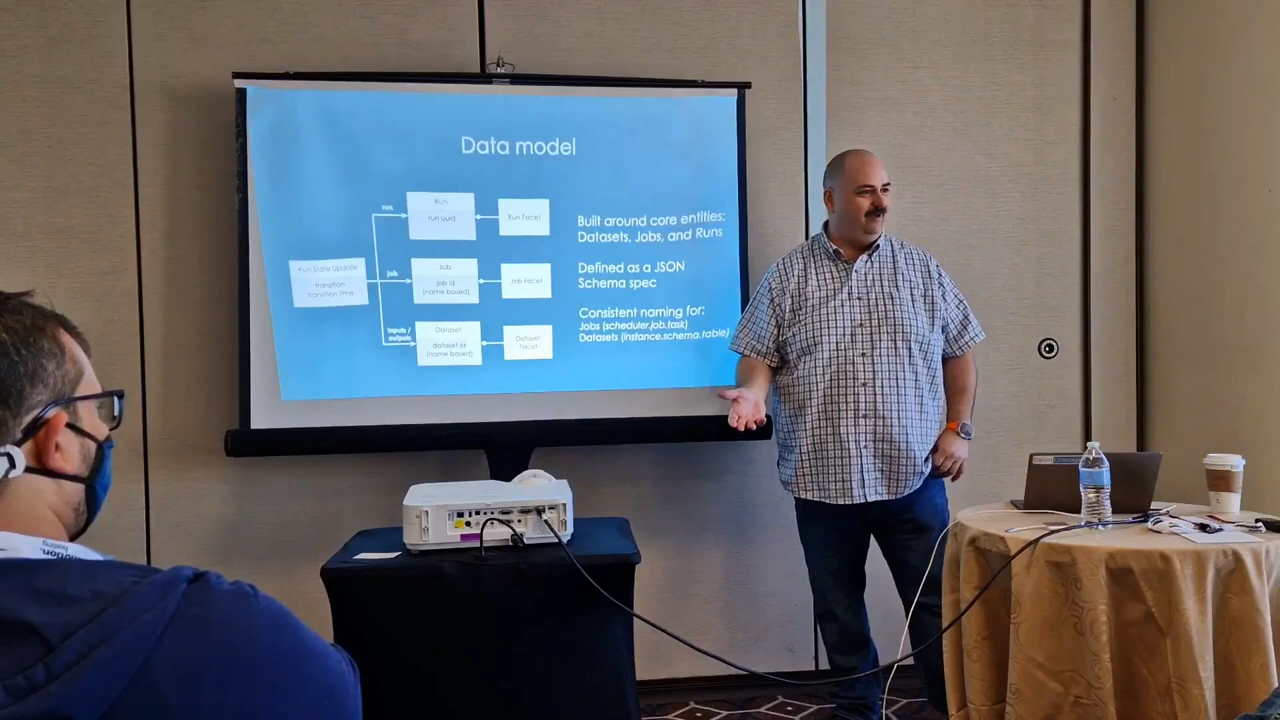 Data model
run
Run
run uuid
Run Facet
Run State Update
transition
transition time
job
Job
job id
(name based)
Job Facet
inputs /
outputs
Dataset
dataset id
(name based)
Dataset
Facet
Built around core entities:
Datasets, Jobs, and Runs
Defined as a JSON
Schema spec
Consistent naming for:
Jobs (scheduler.job.task)
Datasets (instance.schema.table)